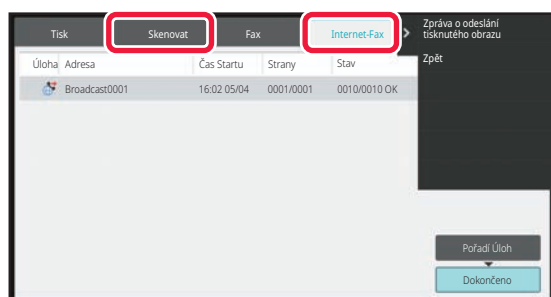 Tisk Skenovat Fax Internet-Fax
Zpráva o odeslání
tisknutého obrazu
Zpět
Úloha Adresa Čas Startu Strany Stav
Broadcast0001 16:02 05/04 0001/0001 0010/0010 OK
Pořadí Úloh
Dokončeno